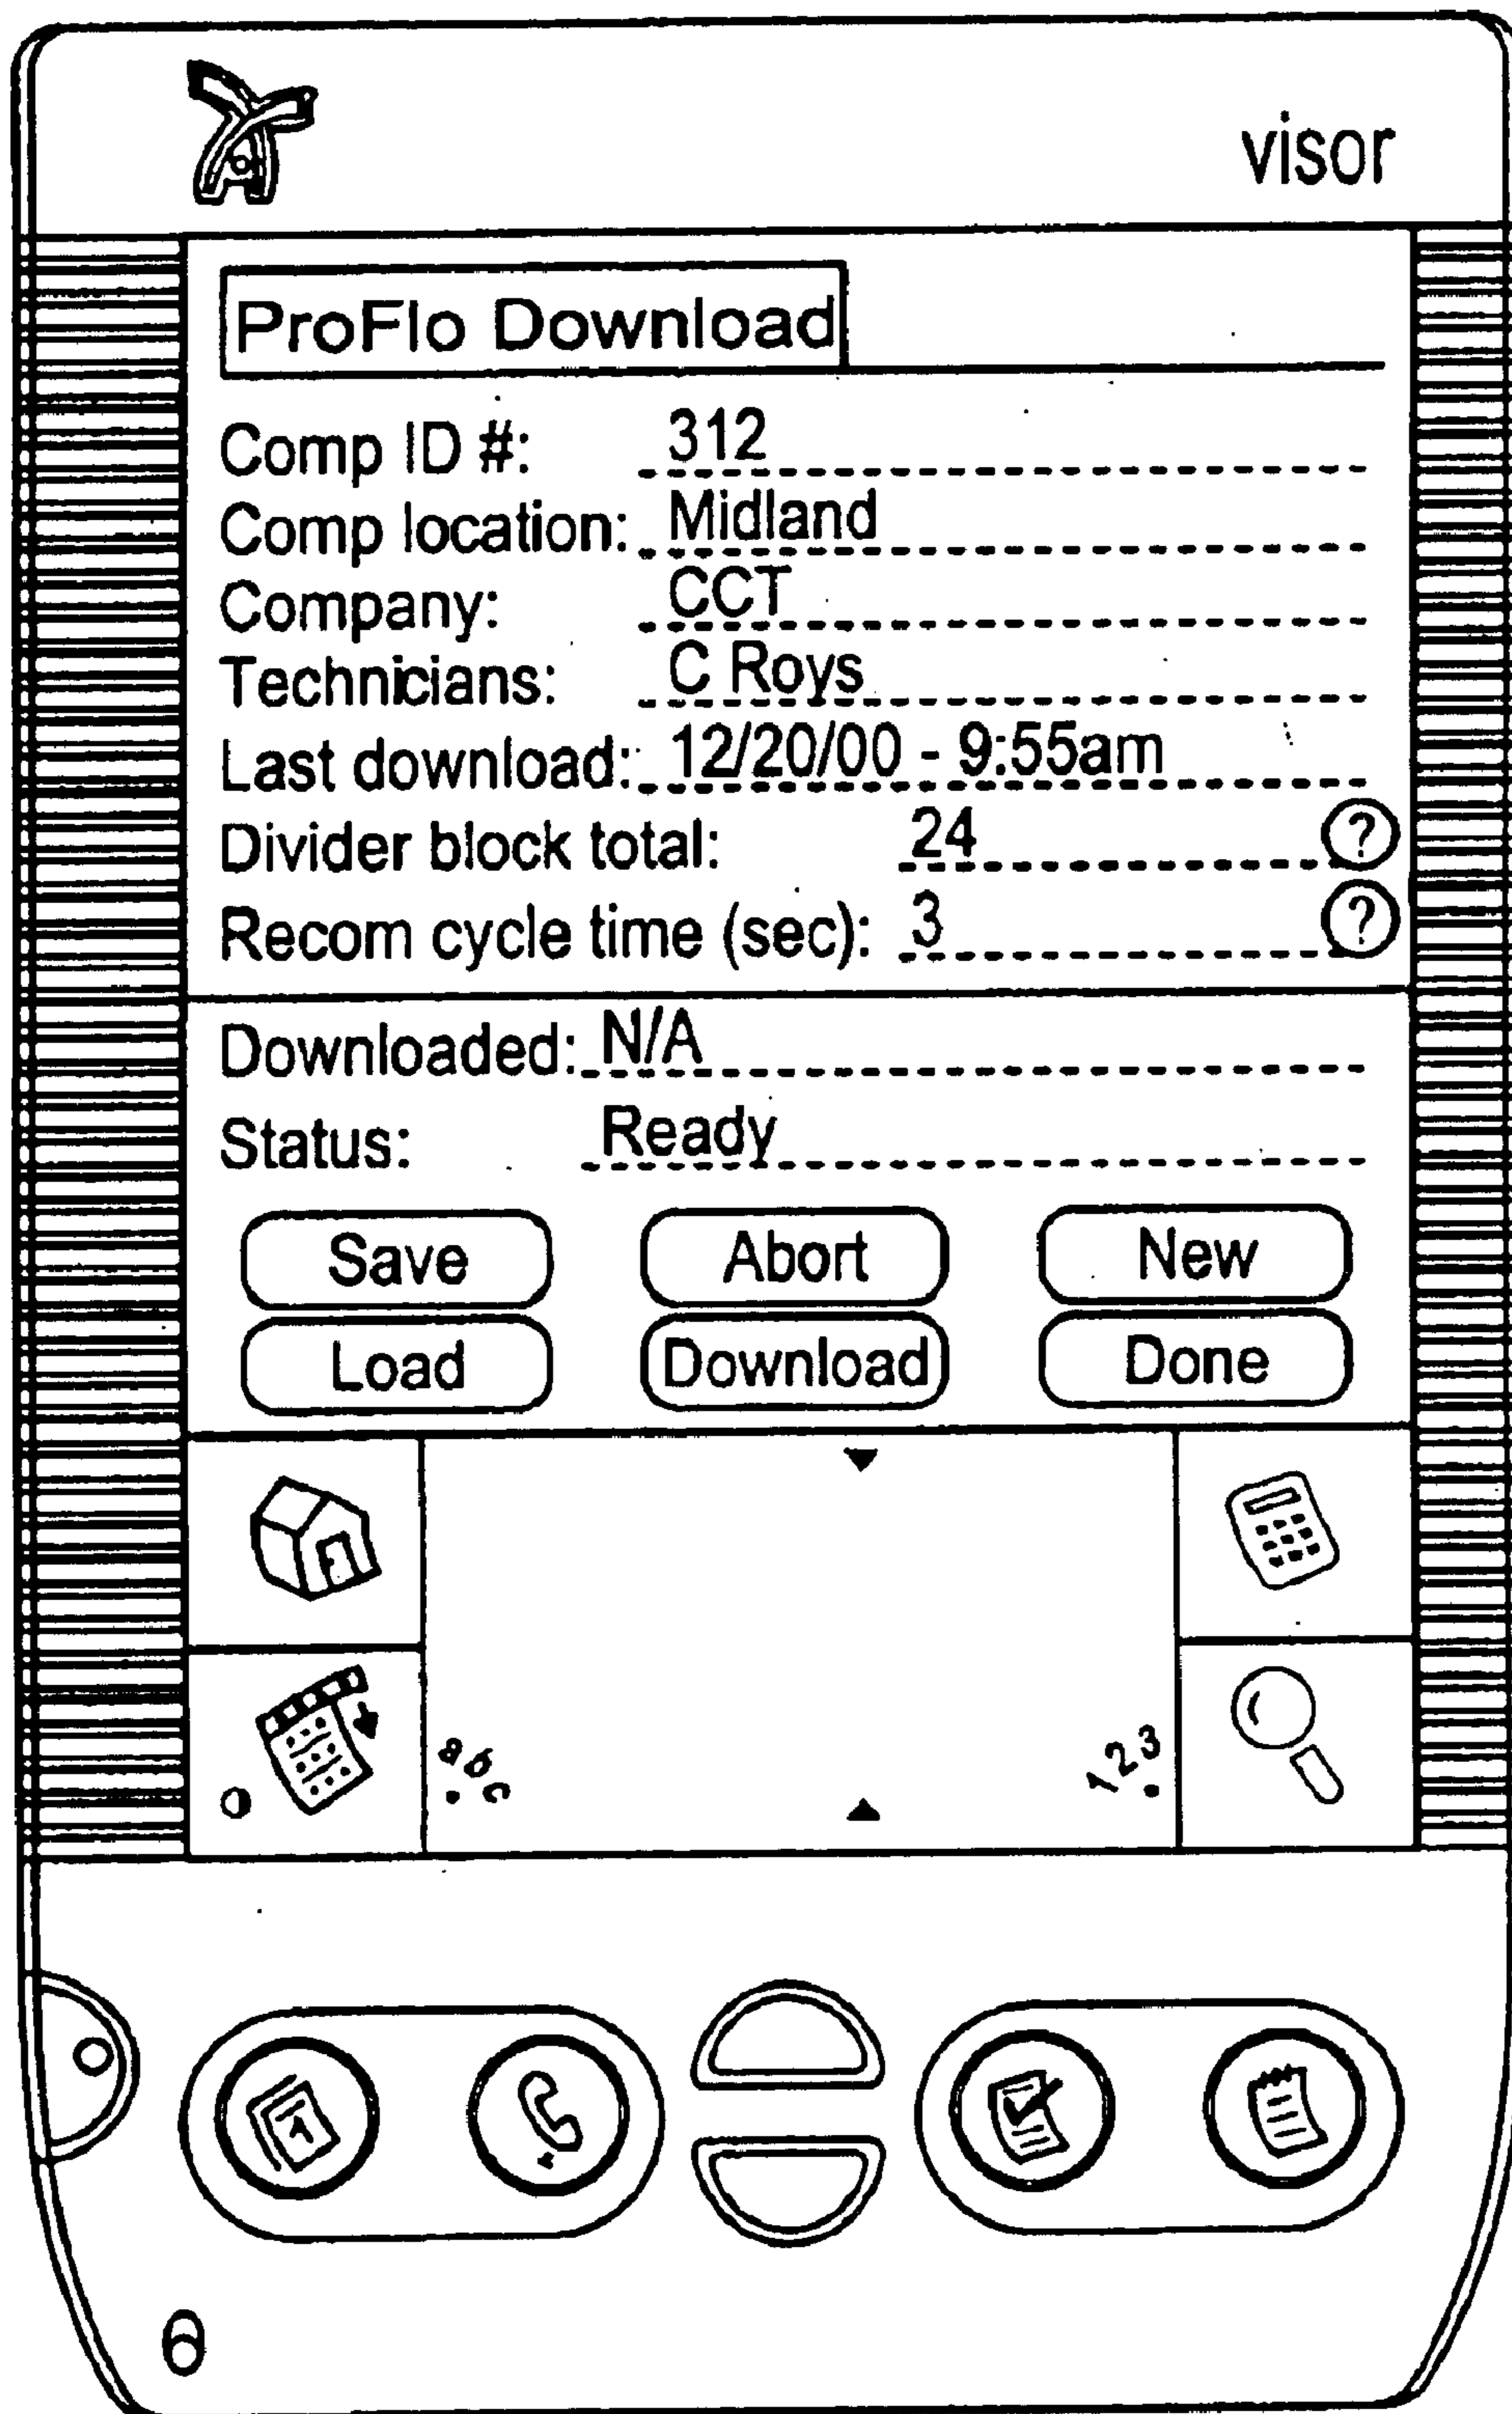 visor
ProFlo Download
Comp ID #: 312
Comp location: Midland
Company: CCT
Technicians: C Roys
Last download: 12/20/00 - 9:55am
Divider block total: 24 ?
Recom cycle time (sec): 3 ?
Downloaded: N/A
Status: Ready
Save Abort New
Load Download Done
abc 123